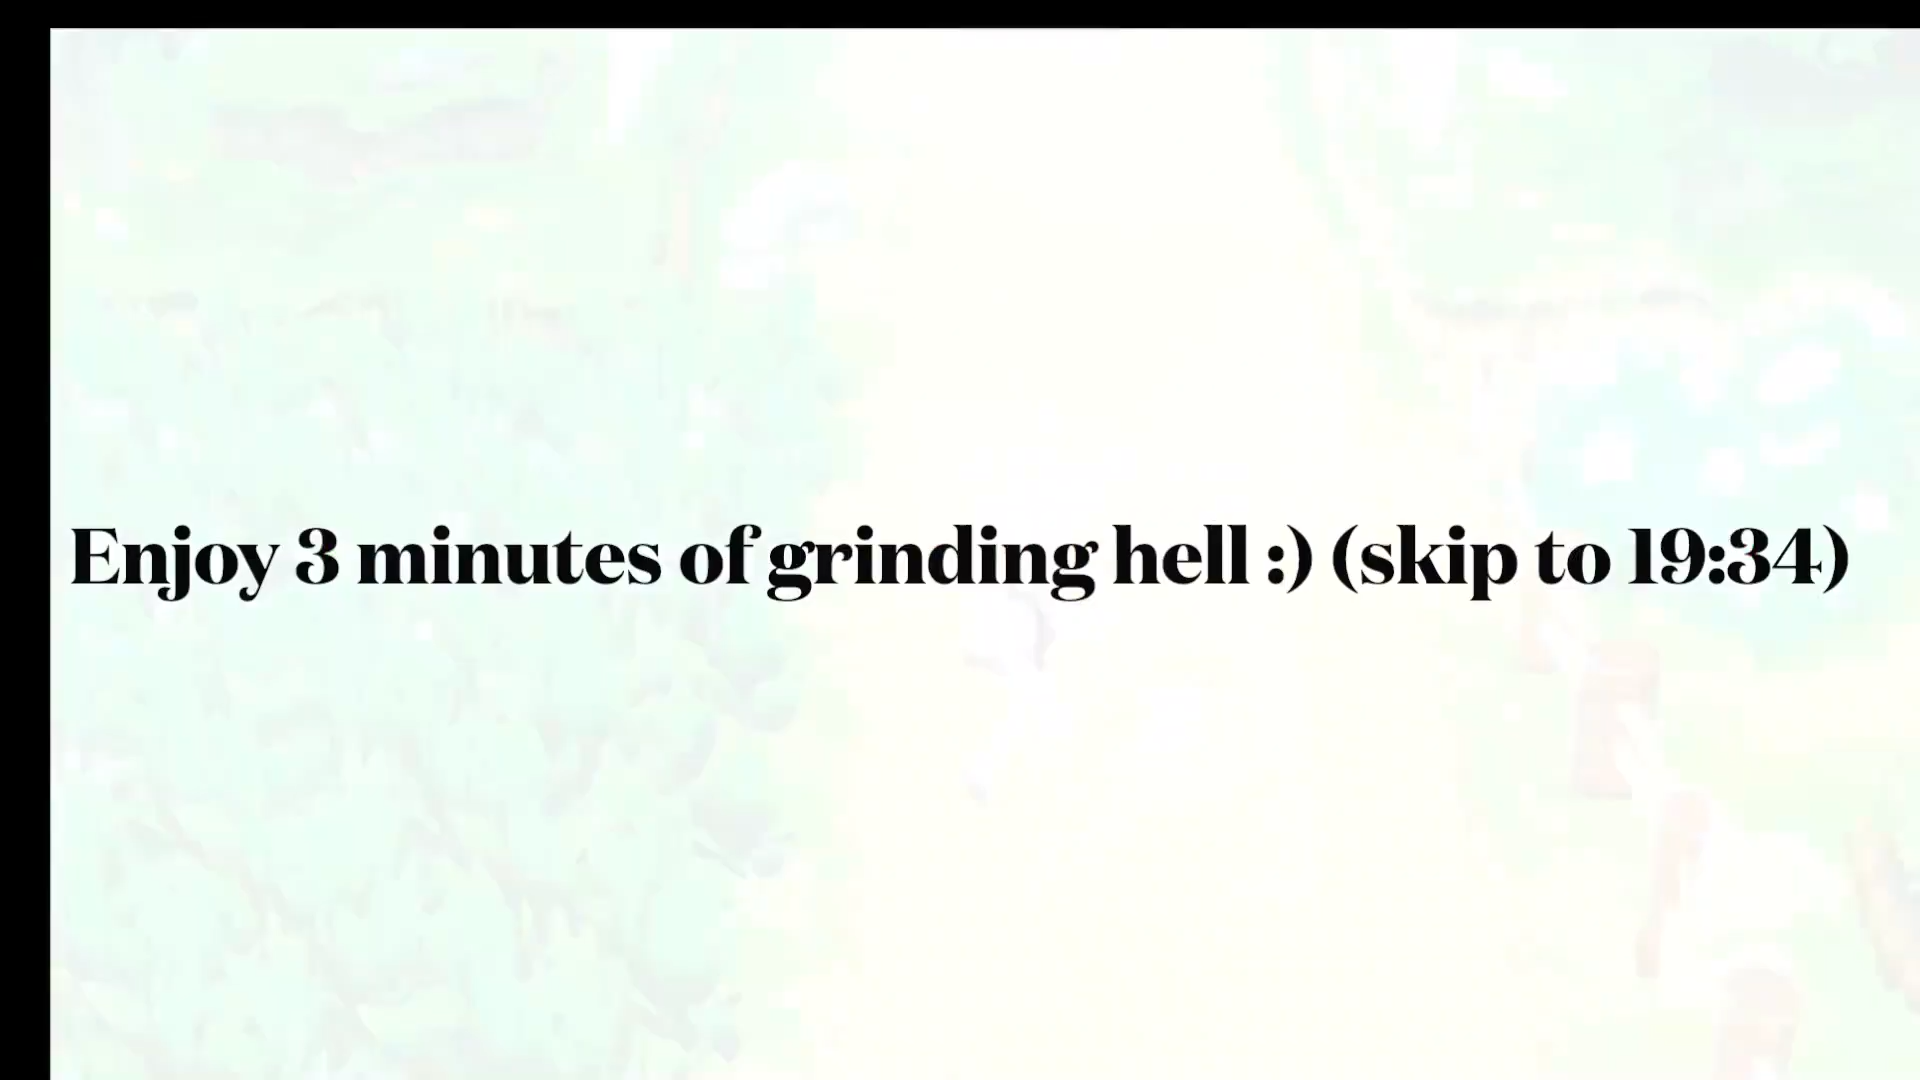 Enjoy 3 minutes of grinding hell :) (skip to 19:34)